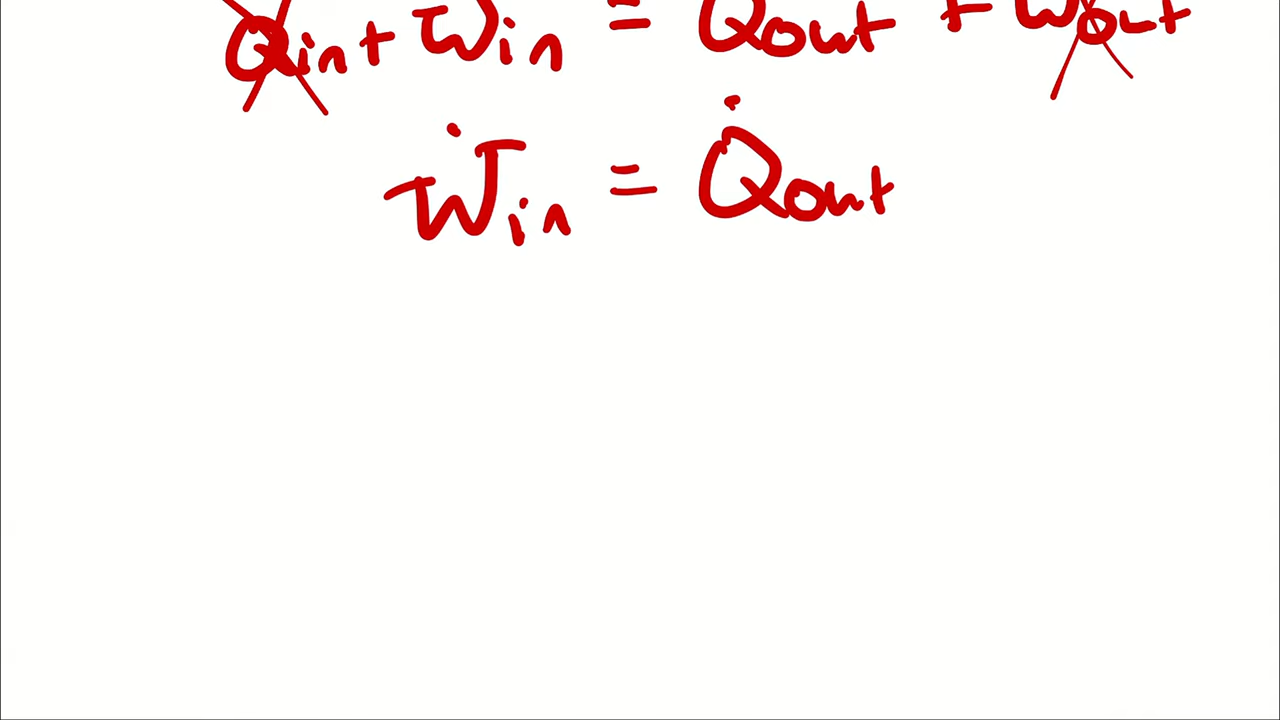 Qin + Win = Qout + Wout
Ẇin = Q̇out